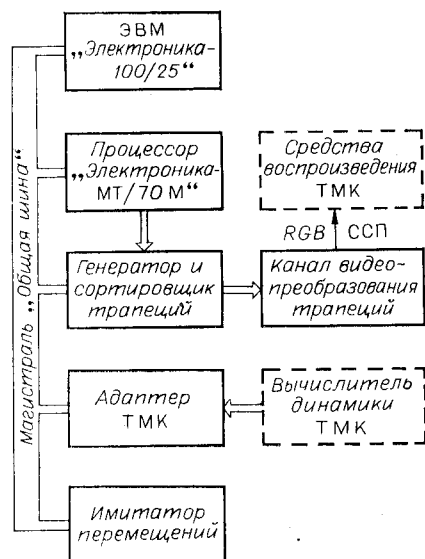 ЭВМ
„Электроника-
100/25“
Процессор
„Электроника-
МТ/70М“
Средства
воспроизведения
ТМК
RGB ССП
Генератор и
сортировщик
трапеций
Канал видео-
преобразования
трапеций
Магистраль „Общая шина“
Адаптер
ТМК
Вычислитель
динамики
ТМК
Имитатор
перемещений